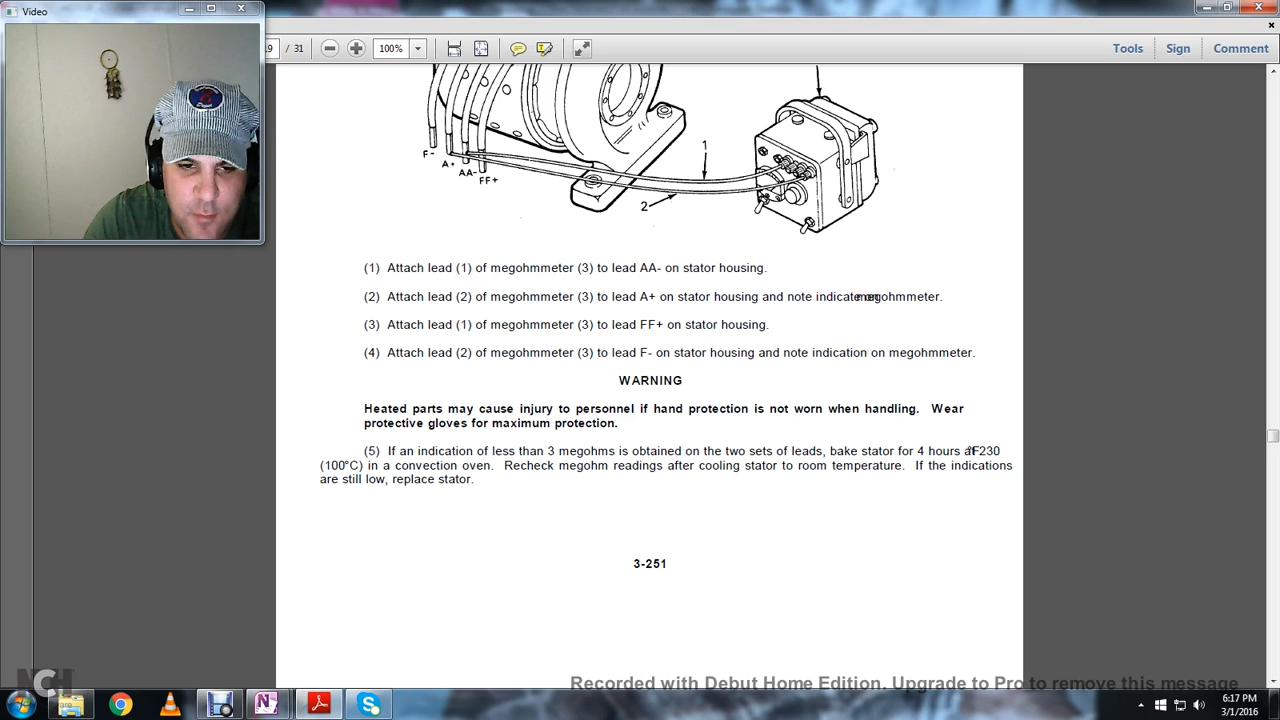 Video
9 / 31
100%
Tools
Sign
Comment
F-
A+
AA-
FF+
1
2
(1) Attach lead (1) of megohmmeter (3) to lead AA- on stator housing.
(2) Attach lead (2) of megohmmeter (3) to lead A+ on stator housing and note indicate on megohmmeter.
(3) Attach lead (1) of megohmmeter (3) to lead FF+ on stator housing.
(4) Attach lead (2) of megohmmeter (3) to lead F- on stator housing and note indication on megohmmeter.
WARNING
Heated parts may cause injury to personnel if hand protection is not worn when handling. Wear
protective gloves for maximum protection.
(5) If an indication of less than 3 megohms is obtained on the two sets of leads, bake stator for 4 hours at 230°F
(100°C) in a convection oven. Recheck megohm readings after cooling stator to room temperature. If the indications
are still low, replace stator.
3-251
NCH
Recorded with Debut Home Edition. Upgrade to Pro to remove this message
6:17 PM
3/1/2016